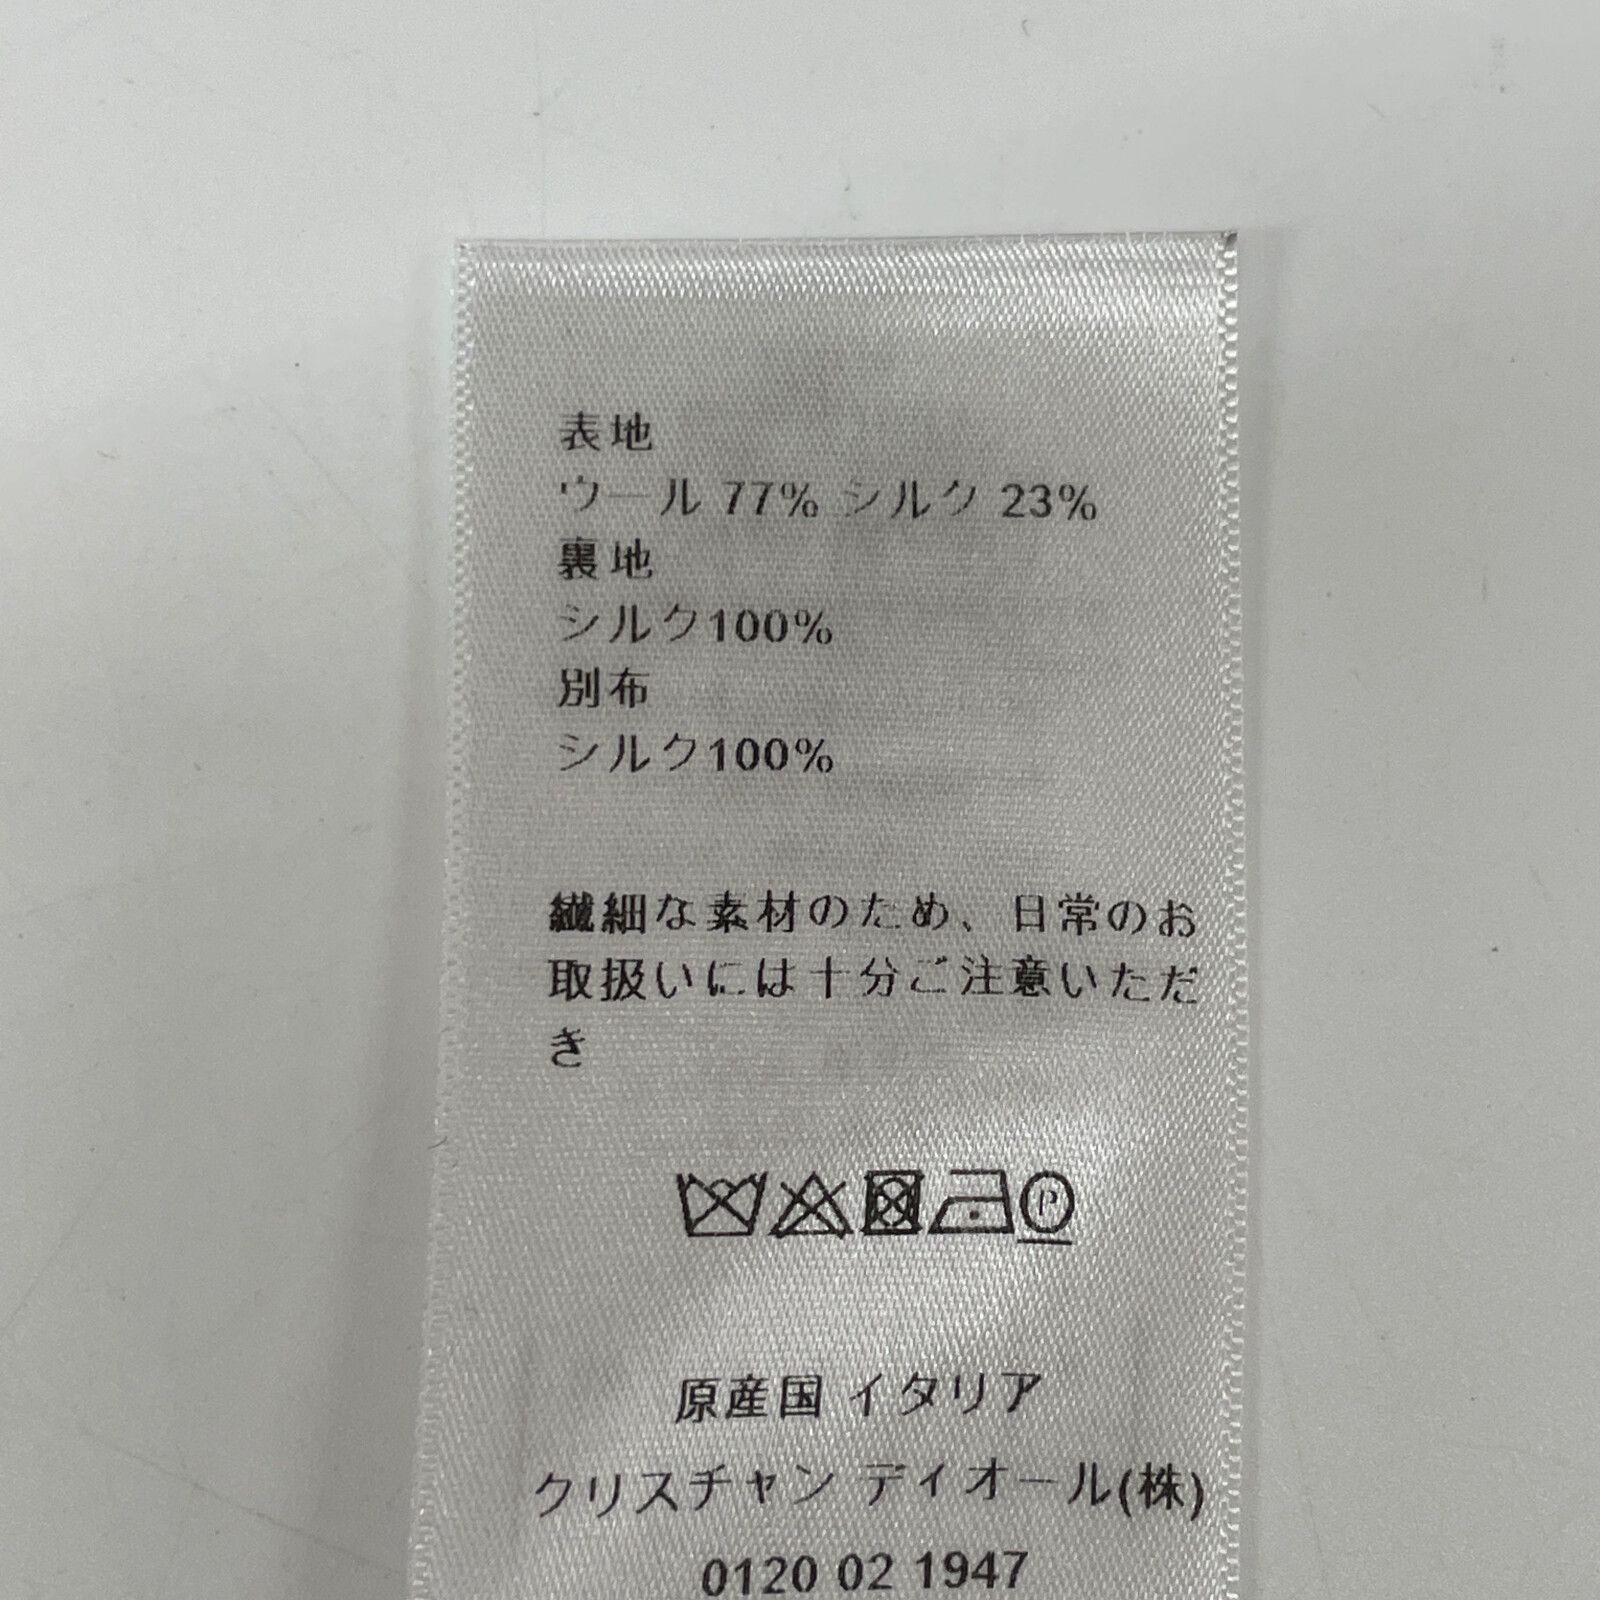 表地
ウール 77% シルク 23%
裏地
シルク100%
別布
シルク100%
繊細な素材のため、日常のお
取扱いには十分ご注意いただ
き
P
原産国 イタリア
クリスチャン ディオール(株)
0120 02 1947